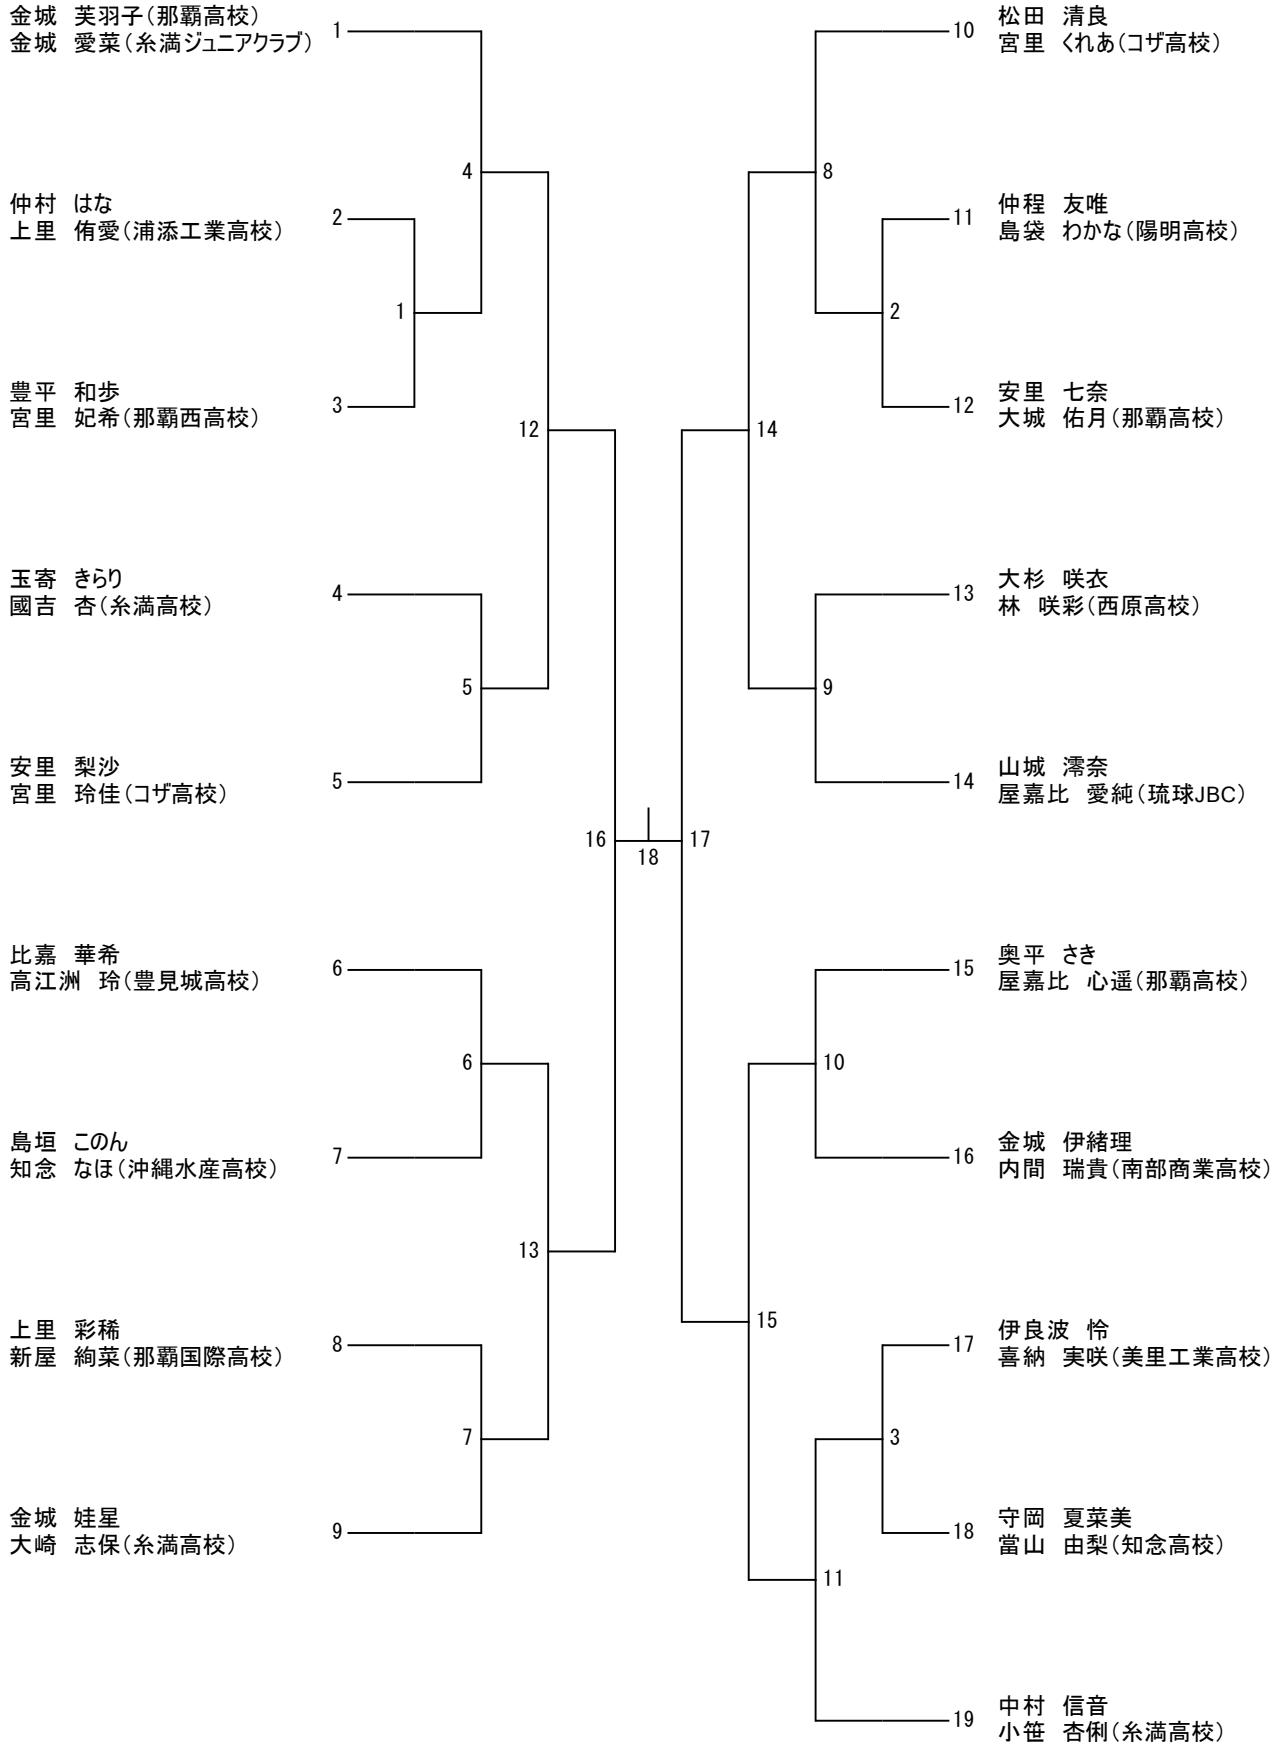 金城 芙羽子(那覇高校)
金城 愛菜(糸満ジュニアクラブ)
1
仲村 はな
上里 侑愛(浦添工業高校)
2
豊平 和歩
宮里 妃希(那覇西高校)
3
玉寄 きらり
國吉 杏(糸満高校)
4
安里 梨沙
宮里 玲佳(コザ高校)
5
比嘉 華希
高江洲 玲(豊見城高校)
6
島垣 このん
知念 なほ(沖縄水産高校)
7
上里 彩稀
新屋 絢菜(那覇国際高校)
8
金城 娃星
大崎 志保(糸満高校)
9
4
1
12
5
6
13
7
16
18
17
8
2
14
9
10
15
3
11
10
松田 清良
宮里 くれあ(コザ高校)
11
仲程 友唯
島袋 わかな(陽明高校)
12
安里 七奈
大城 佑月(那覇高校)
13
大杉 咲衣
林 咲彩(西原高校)
14
山城 澪奈
屋嘉比 愛純(琉球JBC)
15
奥平 さき
屋嘉比 心遥(那覇高校)
16
金城 伊緒理
内間 瑞貴(南部商業高校)
17
伊良波 怜
喜納 実咲(美里工業高校)
18
守岡 夏菜美
當山 由梨(知念高校)
19
中村 信音
小笹 杏俐(糸満高校)